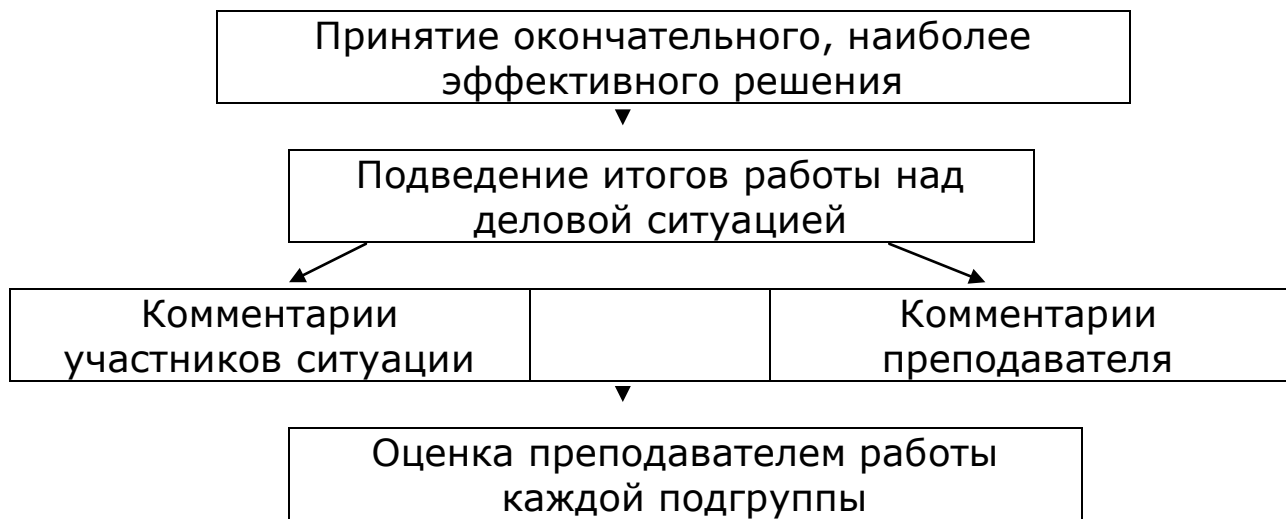 Принятие окончательного, наиболее
эффективного решения
Подведение итогов работы над
деловой ситуацией
Комментарии
участников ситуации
Комментарии
преподавателя
Оценка преподавателем работы
каждой подгруппы